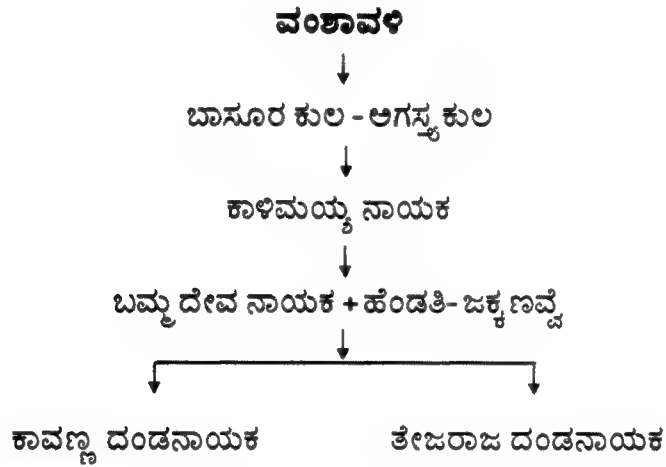 ವಂಶಾವಳಿ
ಬಾಸೂರ ಕುಲ - ಅಗಸ್ತ್ಯ ಕುಲ
ಕಾಳಿಮಯ್ಯ ನಾಯಕ
ಬಮ್ಮ ದೇವ ನಾಯಕ + ಹೆಂಡತಿ- ಜಕ್ಕಣವ್ವೆ
ಕಾವಣ್ಣ ದಂಡನಾಯಕ ತೇಜರಾಜ ದಂಡನಾಯಕ